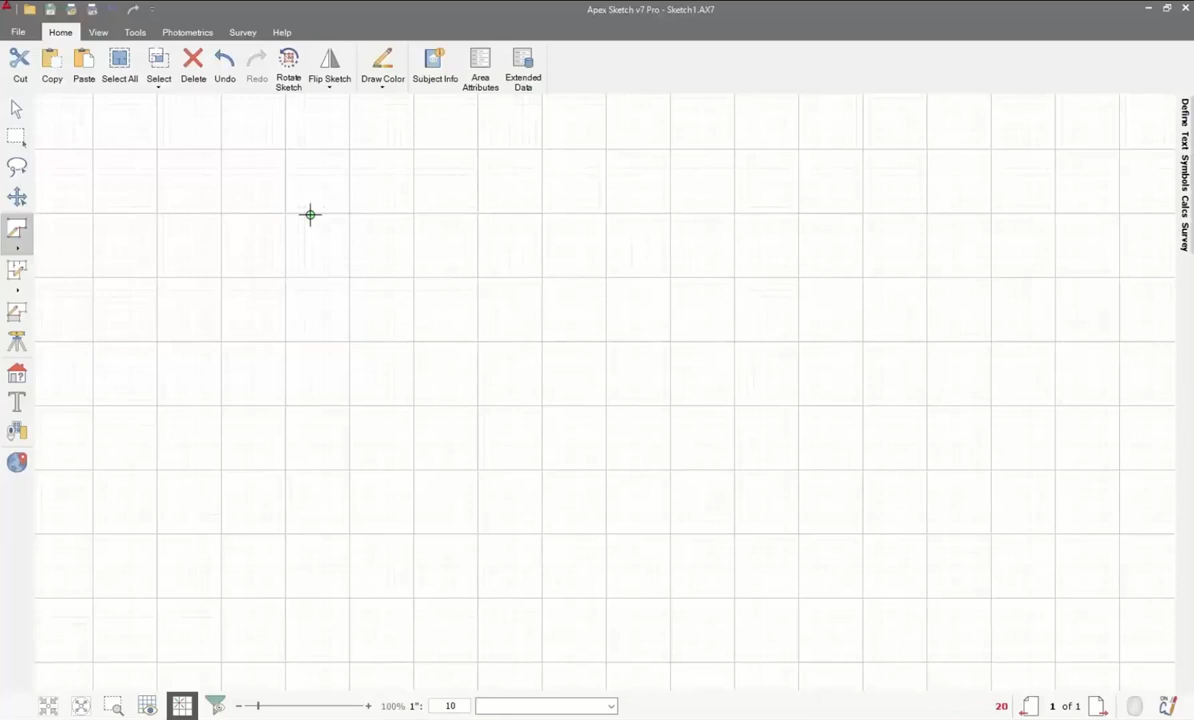 Apex Sketch v7 Pro - Sketch1.AX7
File Home View Tools Photometrics Survey Help
Cut Copy Paste Select All Select Delete Undo Redo Rotate Sketch Flip Sketch Draw Color Subject Info Area Attributes Extended Data
Define Text Symbols Calcs Survey
100% 1": 10
20 1 of 1